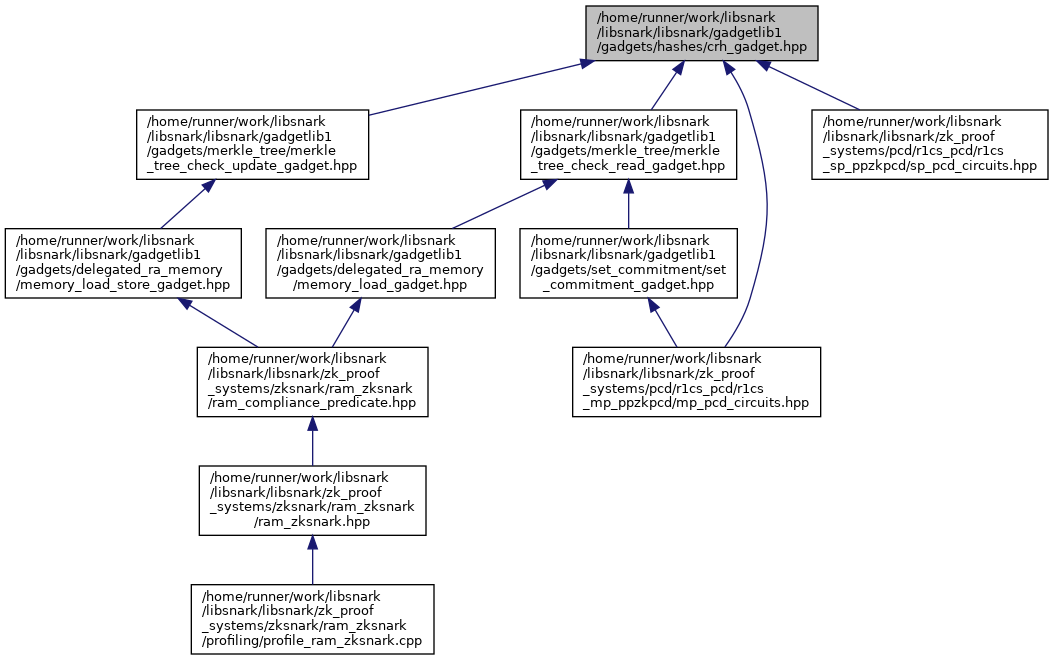 /home/runner/work/libsnark
/libsnark/libsnark/gadgetlib1
/gadgets/hashes/crh_gadget.hpp
/home/runner/work/libsnark
/libsnark/libsnark/gadgetlib1
/gadgets/merkle_tree/merkle
_tree_check_update_gadget.hpp
/home/runner/work/libsnark
/libsnark/libsnark/gadgetlib1
/gadgets/merkle_tree/merkle
_tree_check_read_gadget.hpp
/home/runner/work/libsnark
/libsnark/libsnark/zk_proof
_systems/pcd/r1cs_pcd/r1cs
_sp_ppzkpcd/sp_pcd_circuits.hpp
/home/runner/work/libsnark
/libsnark/libsnark/gadgetlib1
/gadgets/delegated_ra_memory
/memory_load_store_gadget.hpp
/home/runner/work/libsnark
/libsnark/libsnark/gadgetlib1
/gadgets/delegated_ra_memory
/memory_load_gadget.hpp
/home/runner/work/libsnark
/libsnark/libsnark/gadgetlib1
/gadgets/set_commitment/set
_commitment_gadget.hpp
/home/runner/work/libsnark
/libsnark/libsnark/zk_proof
_systems/zksnark/ram_zksnark
/ram_compliance_predicate.hpp
/home/runner/work/libsnark
/libsnark/libsnark/zk_proof
_systems/pcd/r1cs_pcd/r1cs
_mp_ppzkpcd/mp_pcd_circuits.hpp
/home/runner/work/libsnark
/libsnark/libsnark/zk_proof
_systems/zksnark/ram_zksnark
/ram_zksnark.hpp
/home/runner/work/libsnark
/libsnark/libsnark/zk_proof
_systems/zksnark/ram_zksnark
/profiling/profile_ram_zksnark.cpp